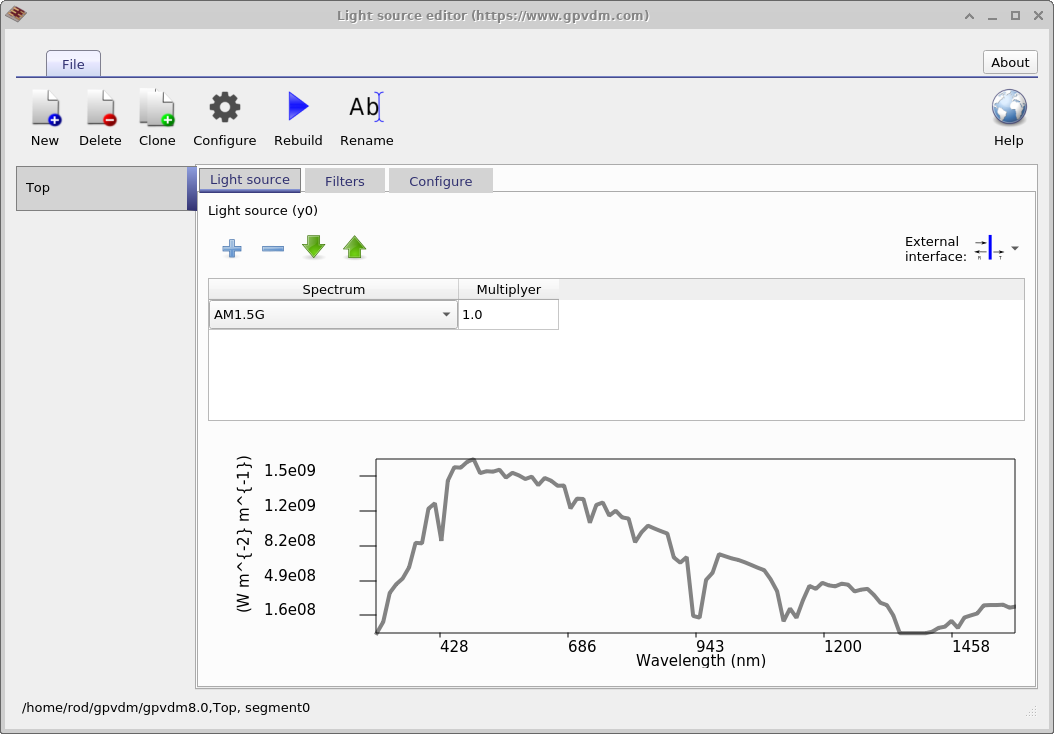 Light source editor (https://www.gpvdm.com)
File
About
New
Delete
Clone
Configure
Rebuild
Ab
Rename
Help
Top
Light source
Filters
Configure
Light source (y0)
External
interface:
Spectrum
Multiplyer
AM1.5G
1.0
(W m^{-2} m^{-1})
1.5e09
1.2e09
8.2e08
4.9e08
1.6e08
428
686
943
1200
1458
Wavelength (nm)
/home/rod/gpvdm/gpvdm8.0,Top, segment0